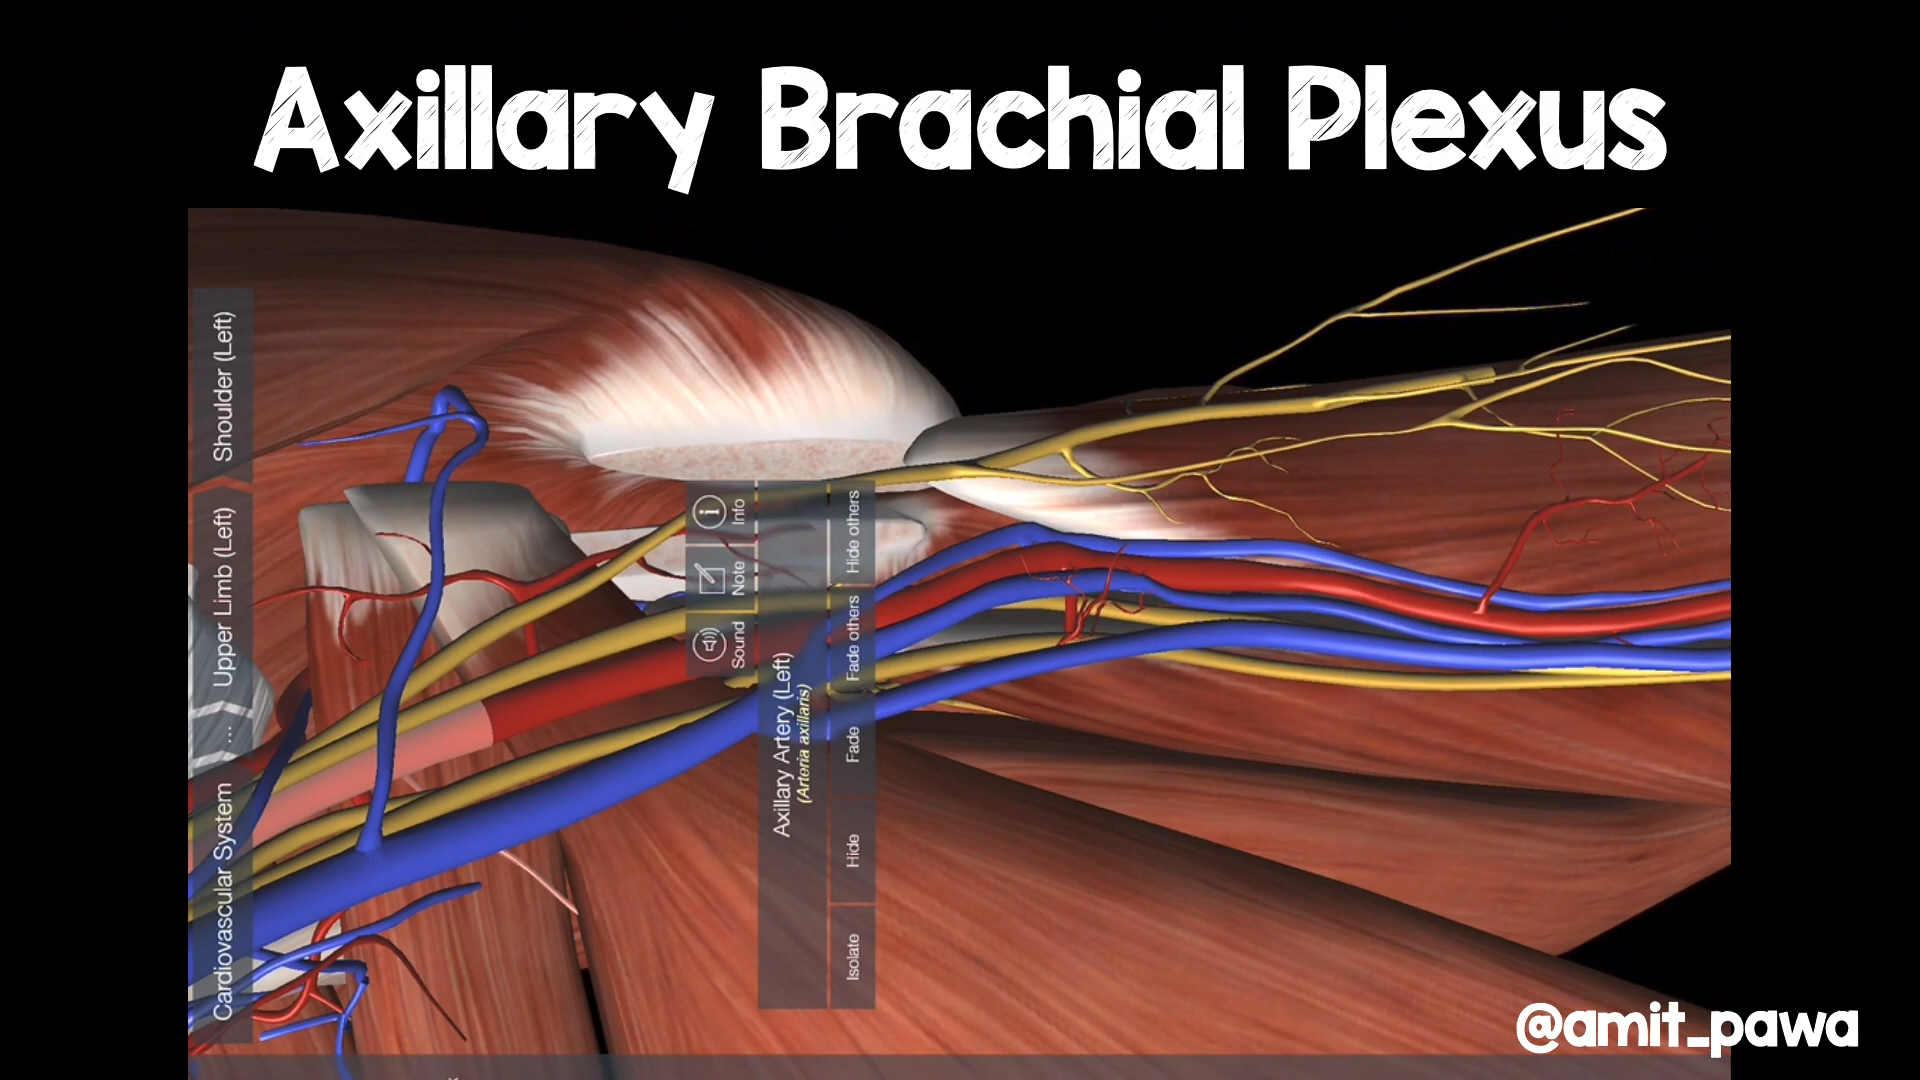 Axillary Brachial Plexus
Shoulder (Left)
Upper Limb (Left)
...
Cardiovascular System
Info
Note
Sound
Axillary Artery (Left)
(Arteria axillaris)
Hide others
Fade others
Fade
Hide
Isolate
@amit_pawa